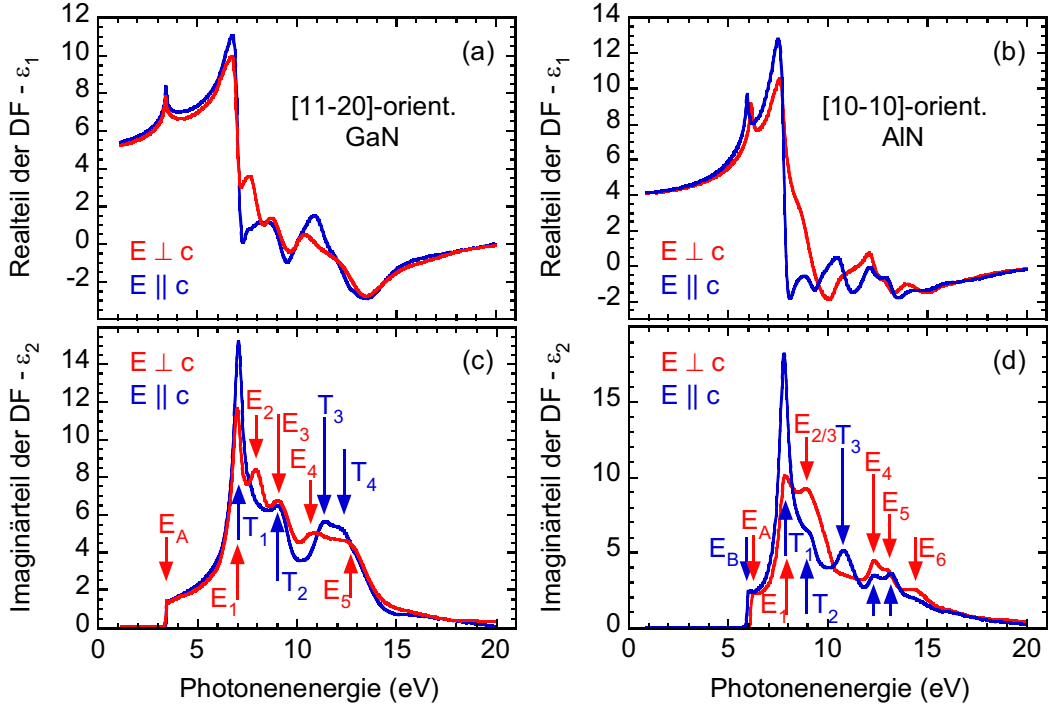 12
10
8
6
4
2
0
-2
Realteil der DF - ε₁
(a)
[11-20]-orient.
GaN
E ⊥ c
E || c
14
12
10
8
6
4
2
0
-2
Realteil der DF - ε₁
(b)
[10-10]-orient.
AlN
E ⊥ c
E || c
14
12
10
8
6
4
2
0
Imaginärteil der DF - ε₂
E ⊥ c
E || c
(c)
E₂
E₃
E₄
T₃
T₄
E_A
T₁
E₁
T₂
E₅
0 5 10 15 20
Photonenenergie (eV)
20
15
10
5
0
Imaginärteil der DF - ε₂
E ⊥ c
E || c
(d)
E₂/₃
T₃
E₄
E₅
E₆
E_B
E_A
T₁
E₁
T₂
0 5 10 15 20
Photonenenergie (eV)